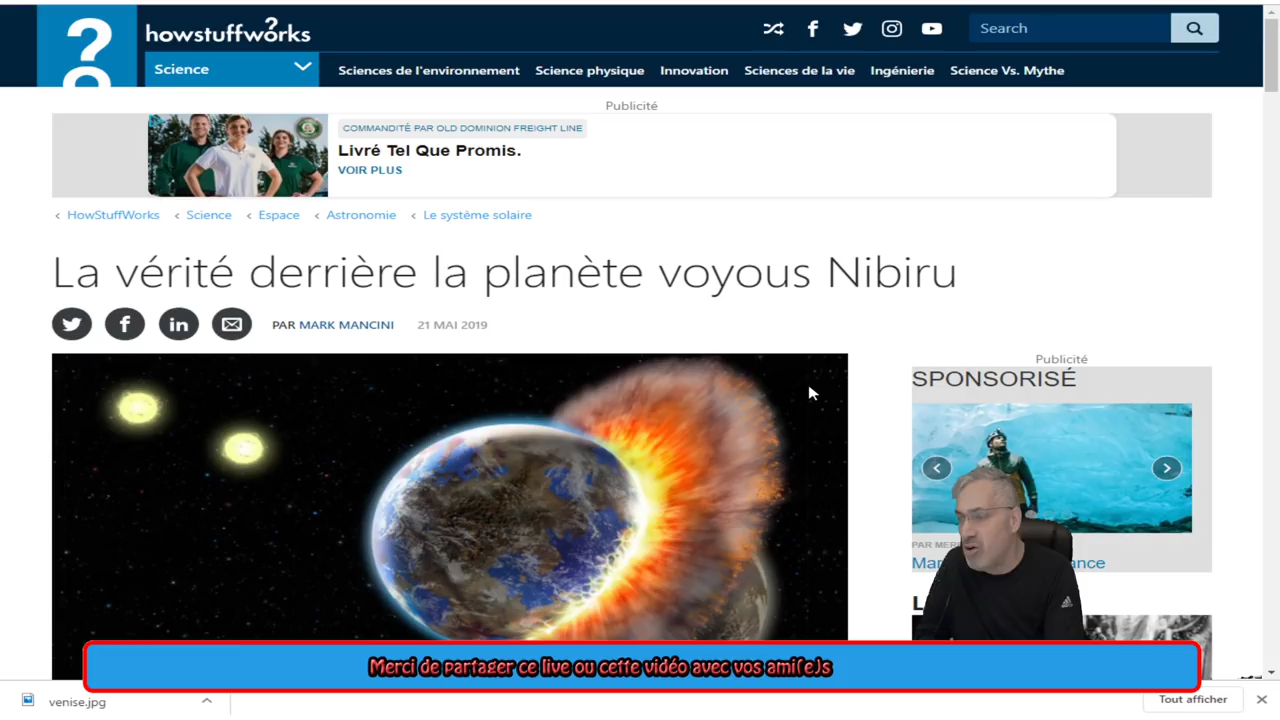 howstuffworks
Search
Science
Sciences de l'environnement
Science physique
Innovation
Sciences de la vie
Ingénierie
Science Vs. Mythe
Publicité
COMMANDITÉ PAR OLD DOMINION FREIGHT LINE
Livré Tel Que Promis.
VOIR PLUS
HowStuffWorks
Science
Espace
Astronomie
Le système solaire
La vérité derrière la planète voyous Nibiru
PAR MARK MANCINI
21 MAI 2019
Publicité
SPONSORISÉ
Merci de partager ce live ou cette vidéo avec vos ami(e)s
venise.jpg
Tout afficher